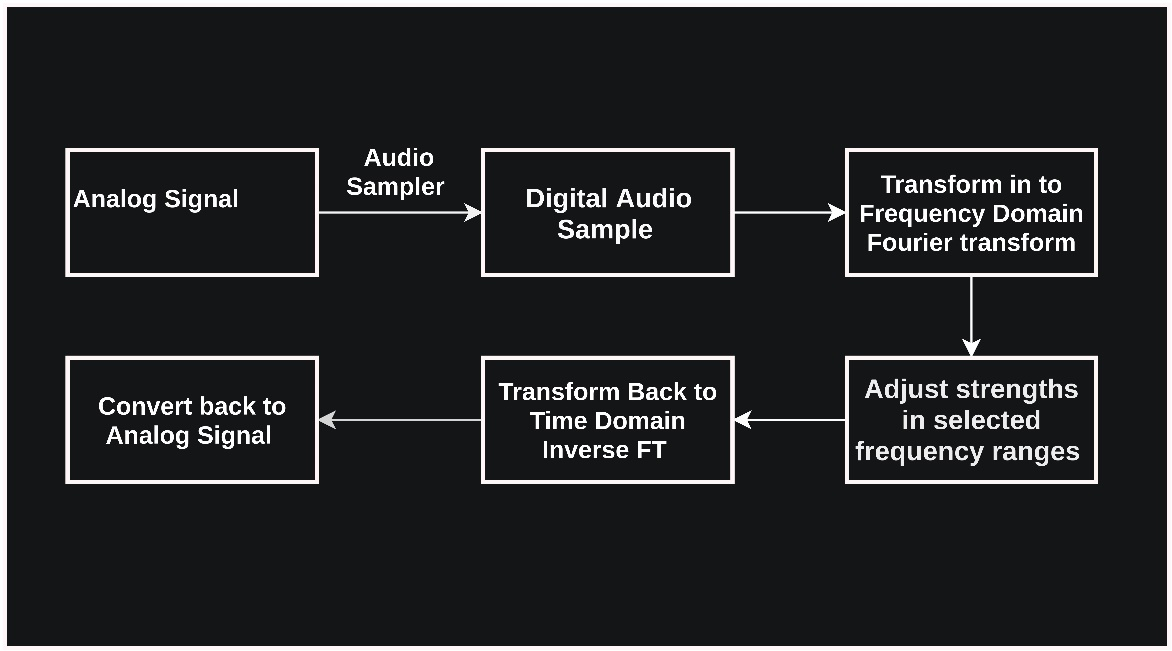 Analog Signal
Audio
Sampler
Digital Audio
Sample
Transform in to
Frequency Domain
Fourier transform
Adjust strengths
in selected
frequency ranges
Transform Back to
Time Domain
Inverse FT
Convert back to
Analog Signal